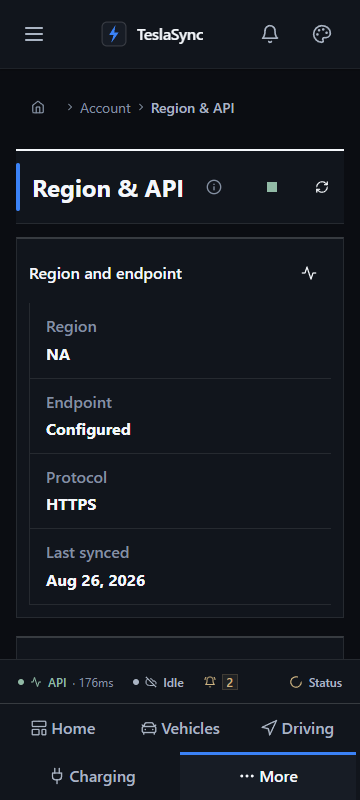 TeslaSync
Account Region & API
Region & API
Region and endpoint
Region
NA
Endpoint
Configured
Protocol
HTTPS
Last synced
Aug 26, 2026
API · 176ms Idle 2 Status
Home Vehicles Driving
Charging More